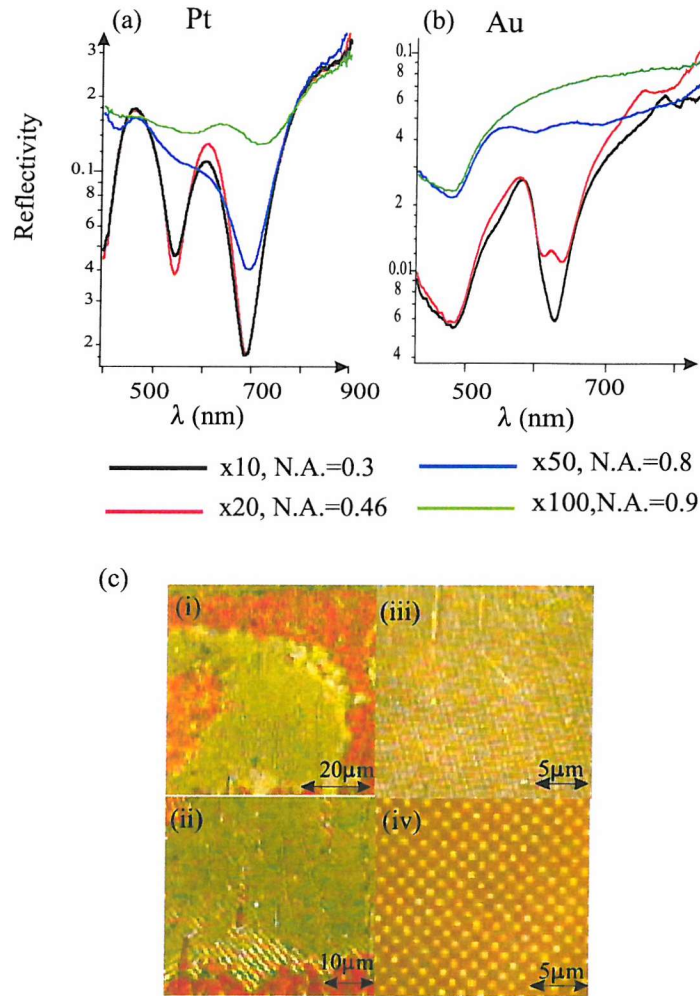 (a) Pt
(b) Au
Reflectivity
3
2
0.1
8
6
4
3
2
500 700 900
λ (nm)
0.1
8
6
4
2
0.01
8
6
4
500 700
λ (nm)
x10, N.A.=0.3
x50, N.A.=0.8
x20, N.A.=0.46
x100,N.A.=0.9
(c)
(i)
20μm
(iii)
5μm
(ii)
10μm
(iv)
5μm